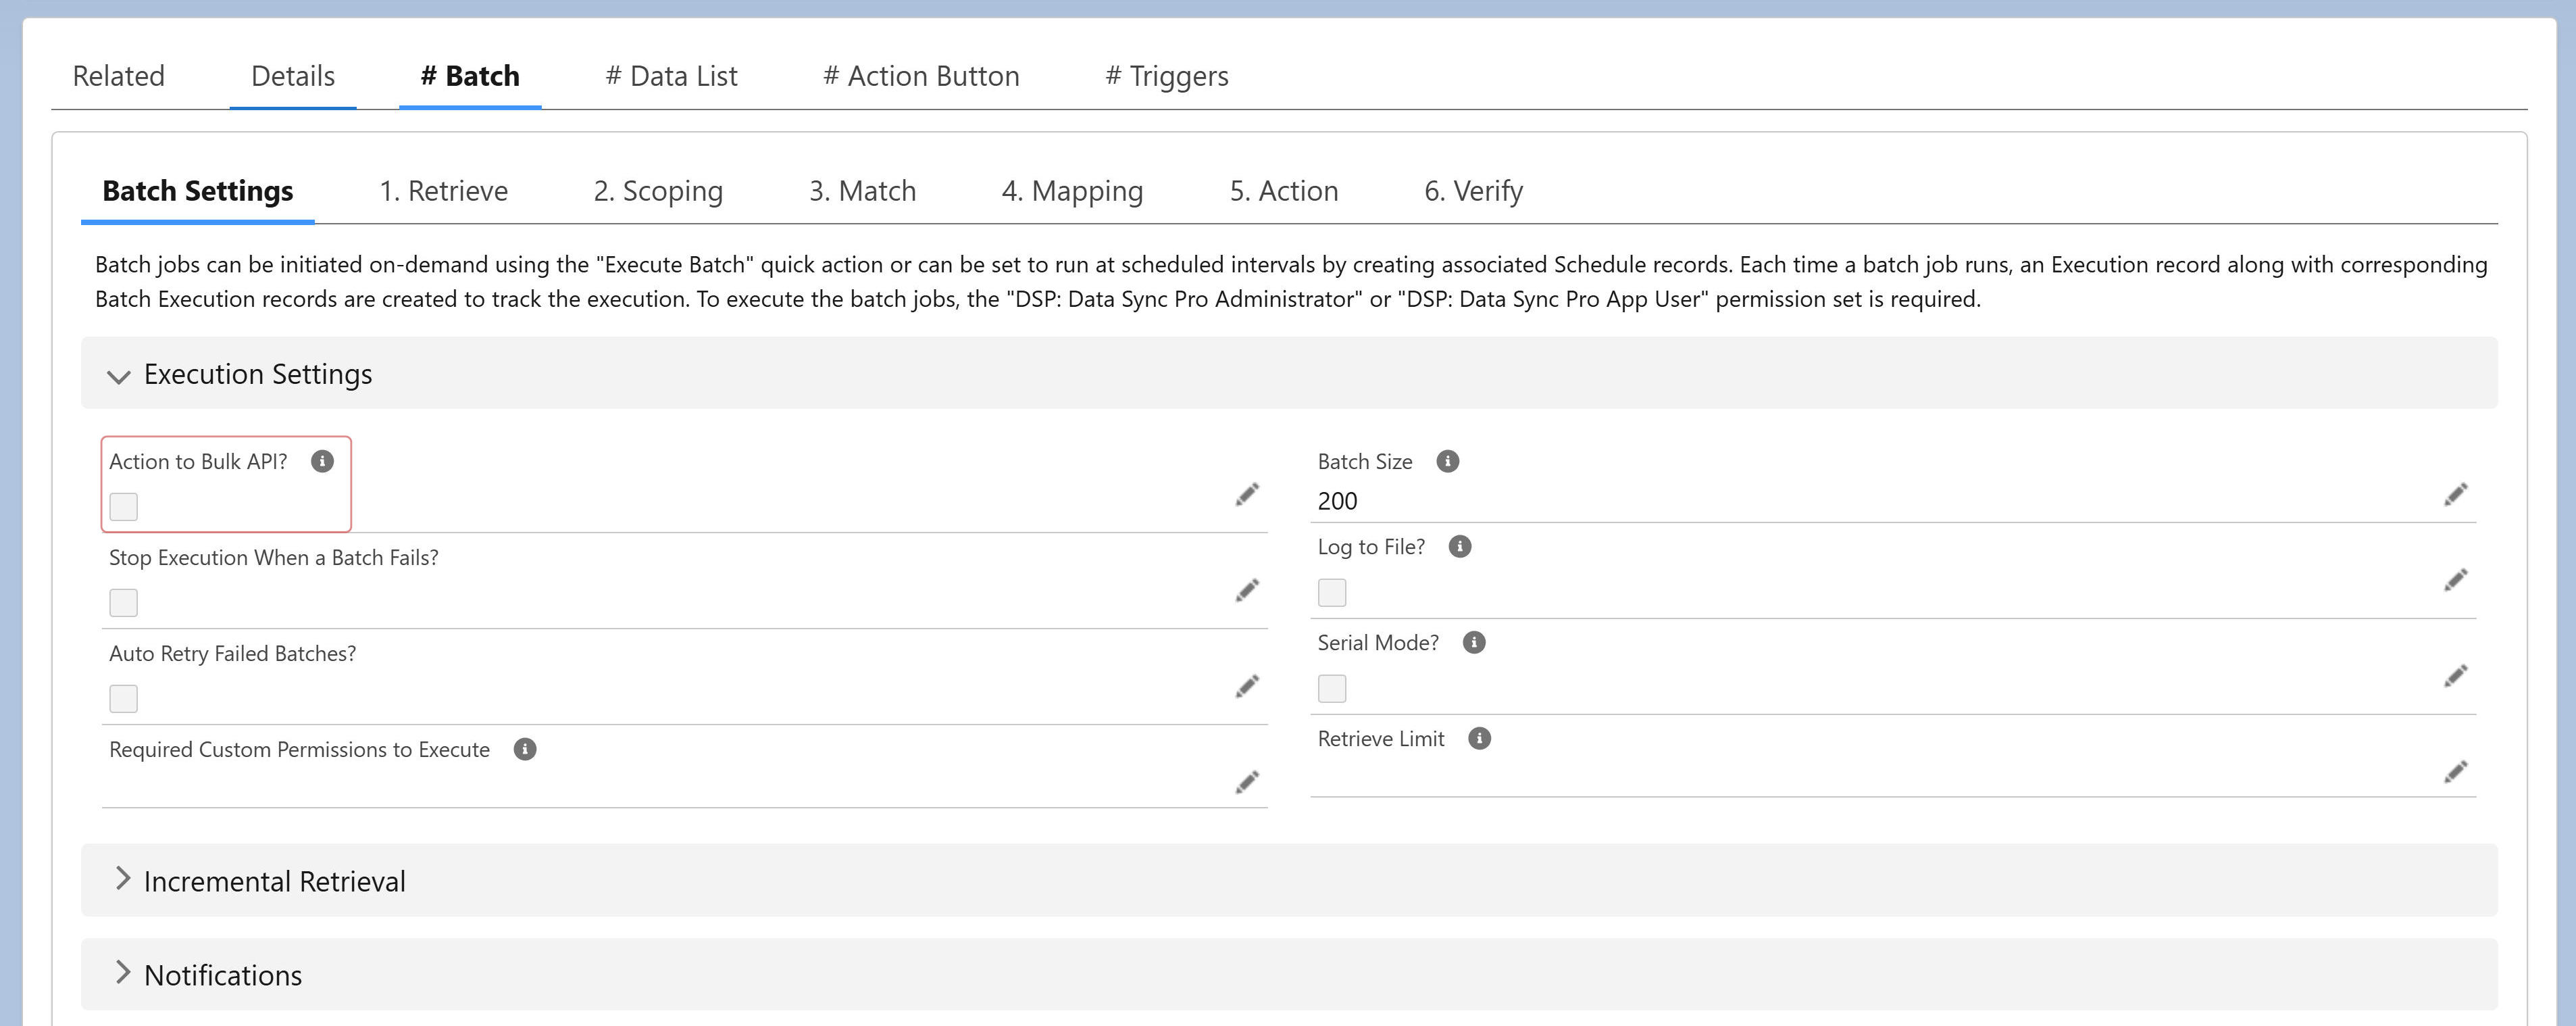 Related
Details
# Batch
# Data List
# Action Button
# Triggers
Batch Settings
1. Retrieve
2. Scoping
3. Match
4. Mapping
5. Action
6. Verify
Batch jobs can be initiated on-demand using the "Execute Batch" quick action or can be set to run at scheduled intervals by creating associated Schedule records. Each time a batch job runs, an Execution record along with corresponding
Batch Execution records are created to track the execution. To execute the batch jobs, the "DSP: Data Sync Pro Administrator" or "DSP: Data Sync Pro App User" permission set is required.
Execution Settings
Action to Bulk API?
Batch Size
200
Stop Execution When a Batch Fails?
Log to File?
Auto Retry Failed Batches?
Serial Mode?
Required Custom Permissions to Execute
Retrieve Limit
Incremental Retrieval
Notifications